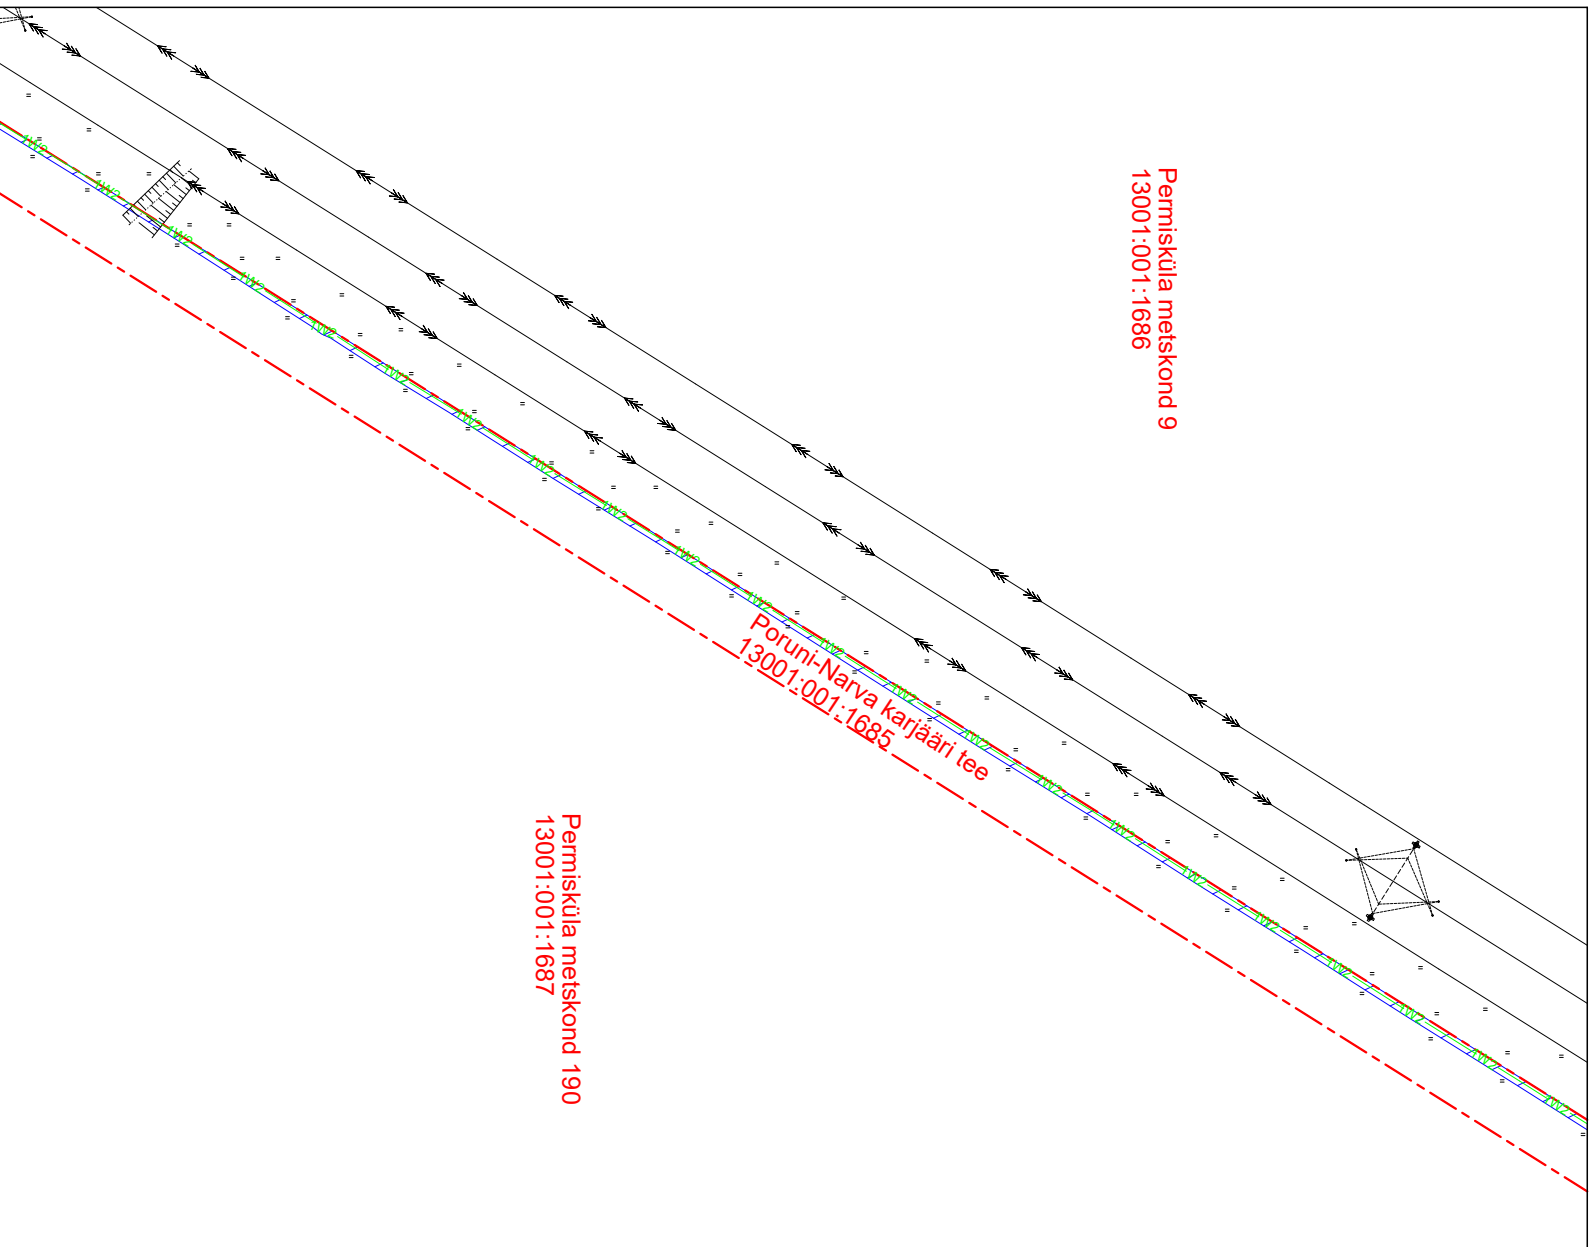 Permisküla metskond 9
13001:001:1686
Poruni-Narva karjääri tee
13001:001:1685
Permisküla metskond 190
13001:001:1687